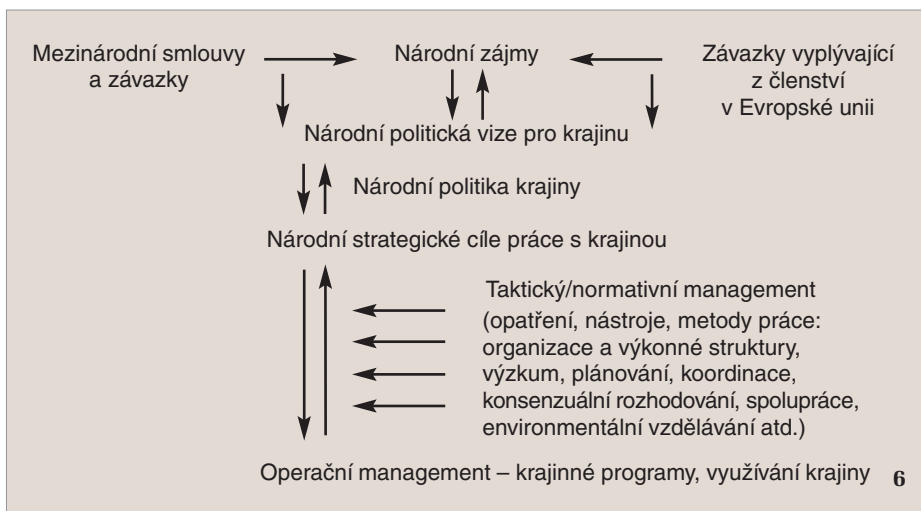 Mezinárodní smlouvy
a závazky
Národní zájmy
Závazky vyplývající
z členství
v Evropské unii
Národní politická vize pro krajinu
Národní politika krajiny
Národní strategické cíle práce s krajinou
Taktický/normativní management
(opatření, nástroje, metody práce:
organizace a výkonné struktury,
výzkum, plánování, koordinace,
konsenzuální rozhodování, spolupráce,
environmentální vzdělávání atd.)
Operační management – krajinné programy, využívání krajiny
6